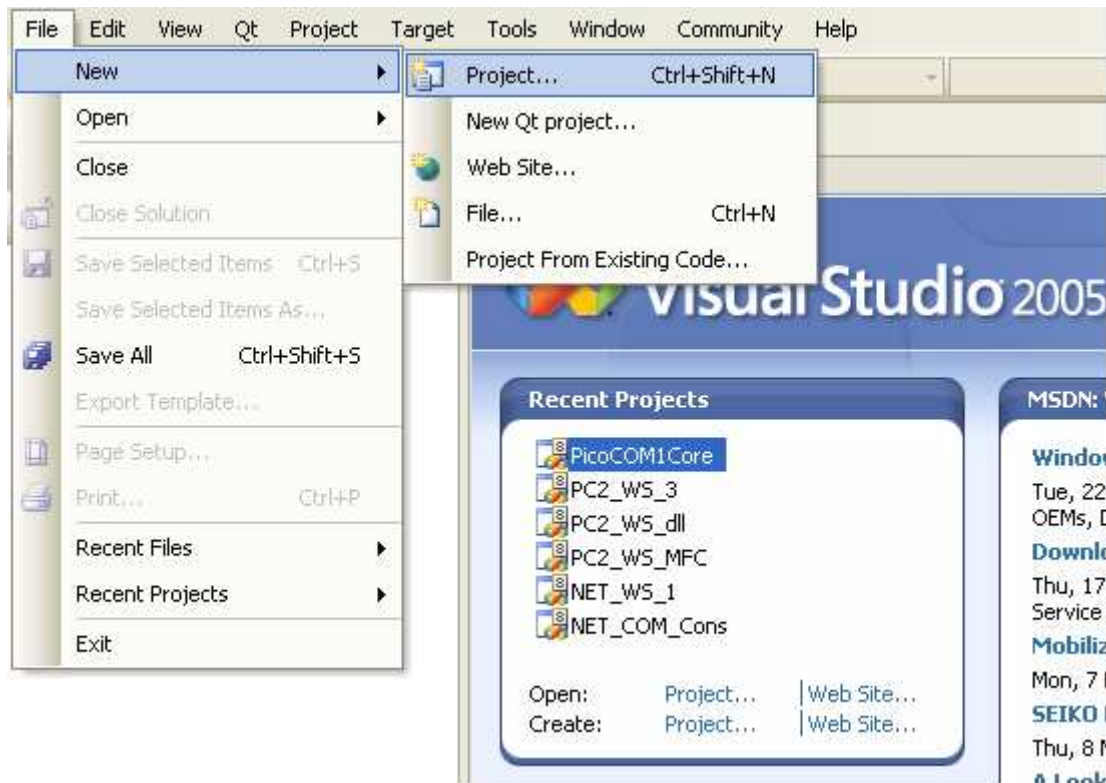 File Edit View Qt Project Target Tools Window Community Help
New
Open
Close
Close Solution
Save Selected Items Ctrl+S
Save Selected Items As...
Save All Ctrl+Shift+S
Export Template...
Page Setup...
Print... Ctrl+P
Recent Files
Recent Projects
Exit
Project... Ctrl+Shift+N
New Qt project...
Web Site...
File... Ctrl+N
Project From Existing Code...
Visual Studio 2005
Recent Projects
PicoCOM1Core
PC2_WS_3
PC2_WS_dll
PC2_WS_MFC
NET_WS_1
NET_COM_Cons
Open: Project... Web Site...
Create: Project... Web Site...
MSDN:
Tue, 22
OEMs,
Thu, 17
Service
Mon, 7
SEIKO
Thu, 8